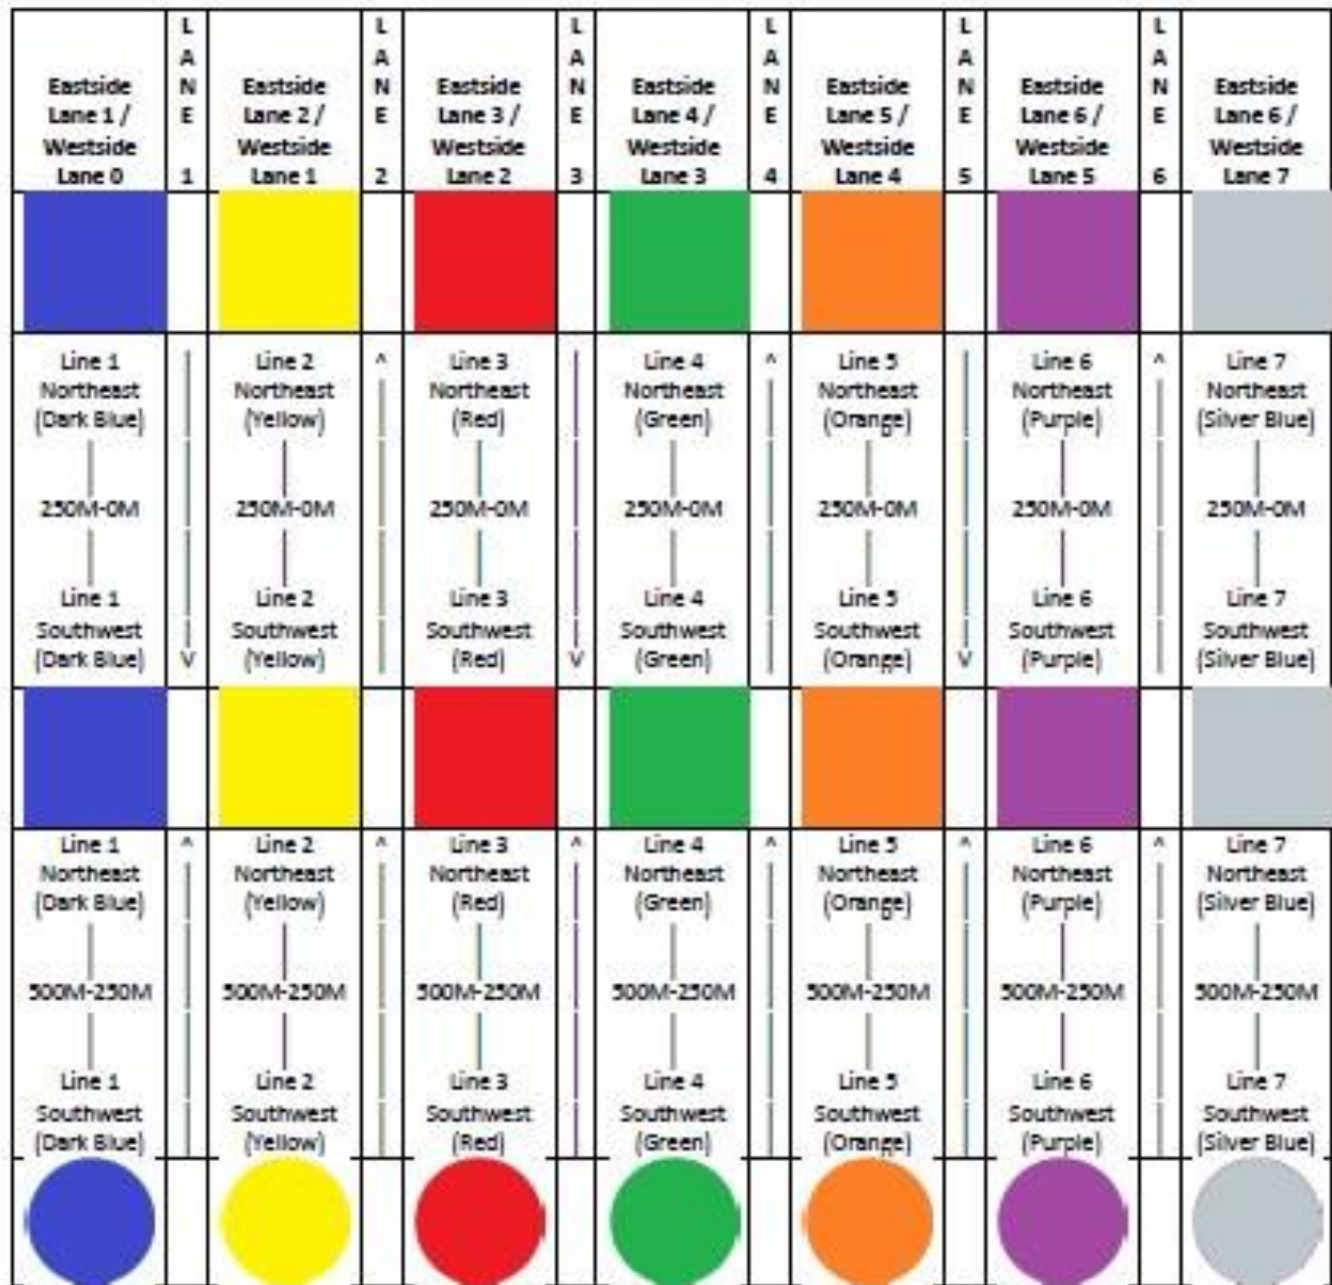 Eastside Lane 1 / Westside Lane 0
LANE 1
Eastside Lane 2 / Westside Lane 1
LANE 2
Eastside Lane 3 / Westside Lane 2
LANE 3
Eastside Lane 4 / Westside Lane 3
LANE 4
Eastside Lane 5 / Westside Lane 4
LANE 5
Eastside Lane 6 / Westside Lane 5
LANE 6
Eastside Lane 6 / Westside Lane 7
Line 1 Line 2 Line 3 Line 4 Line 5 Line 6 Line 7
Northeast Northeast Northeast Northeast Northeast Northeast Northeast
(Dark Blue) (Yellow) (Red) (Green) (Orange) (Purple) (Silver Blue)
250M-0M 250M-0M 250M-0M 250M-0M 250M-0M 250M-0M 250M-0M
Line 1 Line 2 Line 3 Line 4 Line 5 Line 6 Line 7
Southwest Southwest Southwest Southwest Southwest Southwest Southwest
(Dark Blue) (Yellow) (Red) (Green) (Orange) (Purple) (Silver Blue)
Line 1 Line 2 Line 3 Line 4 Line 5 Line 6 Line 7
Northeast Northeast Northeast Northeast Northeast Northeast Northeast
(Dark Blue) (Yellow) (Red) (Green) (Orange) (Purple) (Silver Blue)
500M-250M 500M-250M 500M-250M 500M-250M 500M-250M 500M-250M 500M-250M
Line 1 Line 2 Line 3 Line 4 Line 5 Line 6 Line 7
Southwest Southwest Southwest Southwest Southwest Southwest Southwest
(Dark Blue) (Yellow) (Red) (Green) (Orange) (Purple) (Silver Blue)